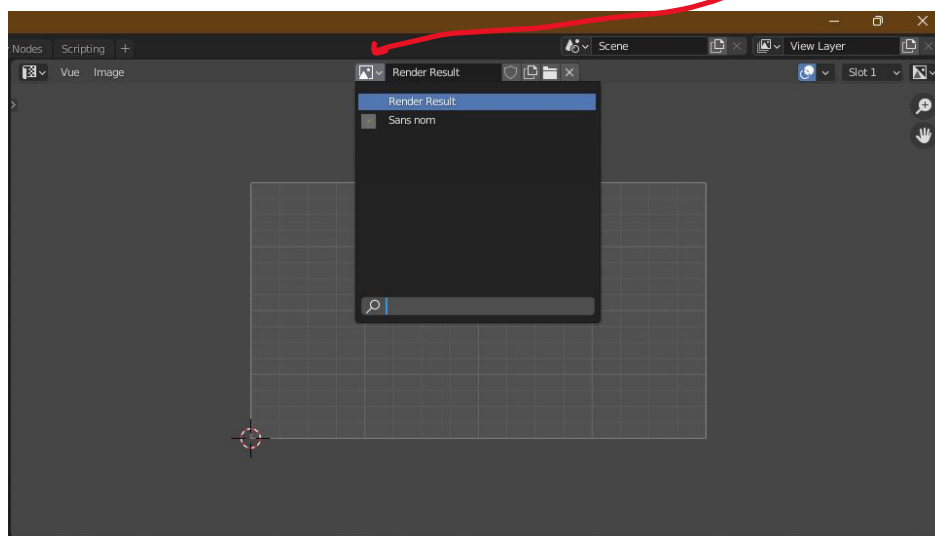 Nodes Scripting +
Scene
View Layer
Vue Image
Render Result
Slot 1
Render Result
Sans nom